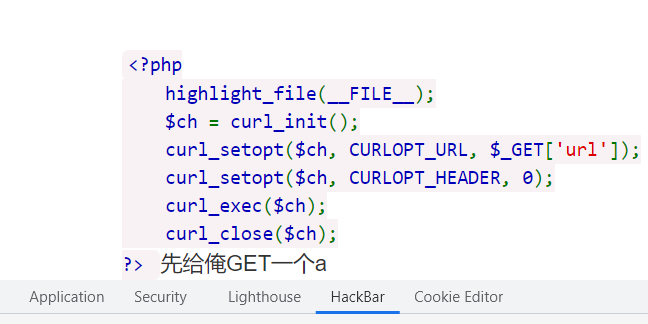 <?php
highlight_file(__FILE__);
$ch = curl_init();
curl_setopt($ch, CURLOPT_URL, $_GET['url']);
curl_setopt($ch, CURLOPT_HEADER, 0);
curl_exec($ch);
curl_close($ch);
?> 先给俺GET一个a
Application Security Lighthouse HackBar Cookie Editor